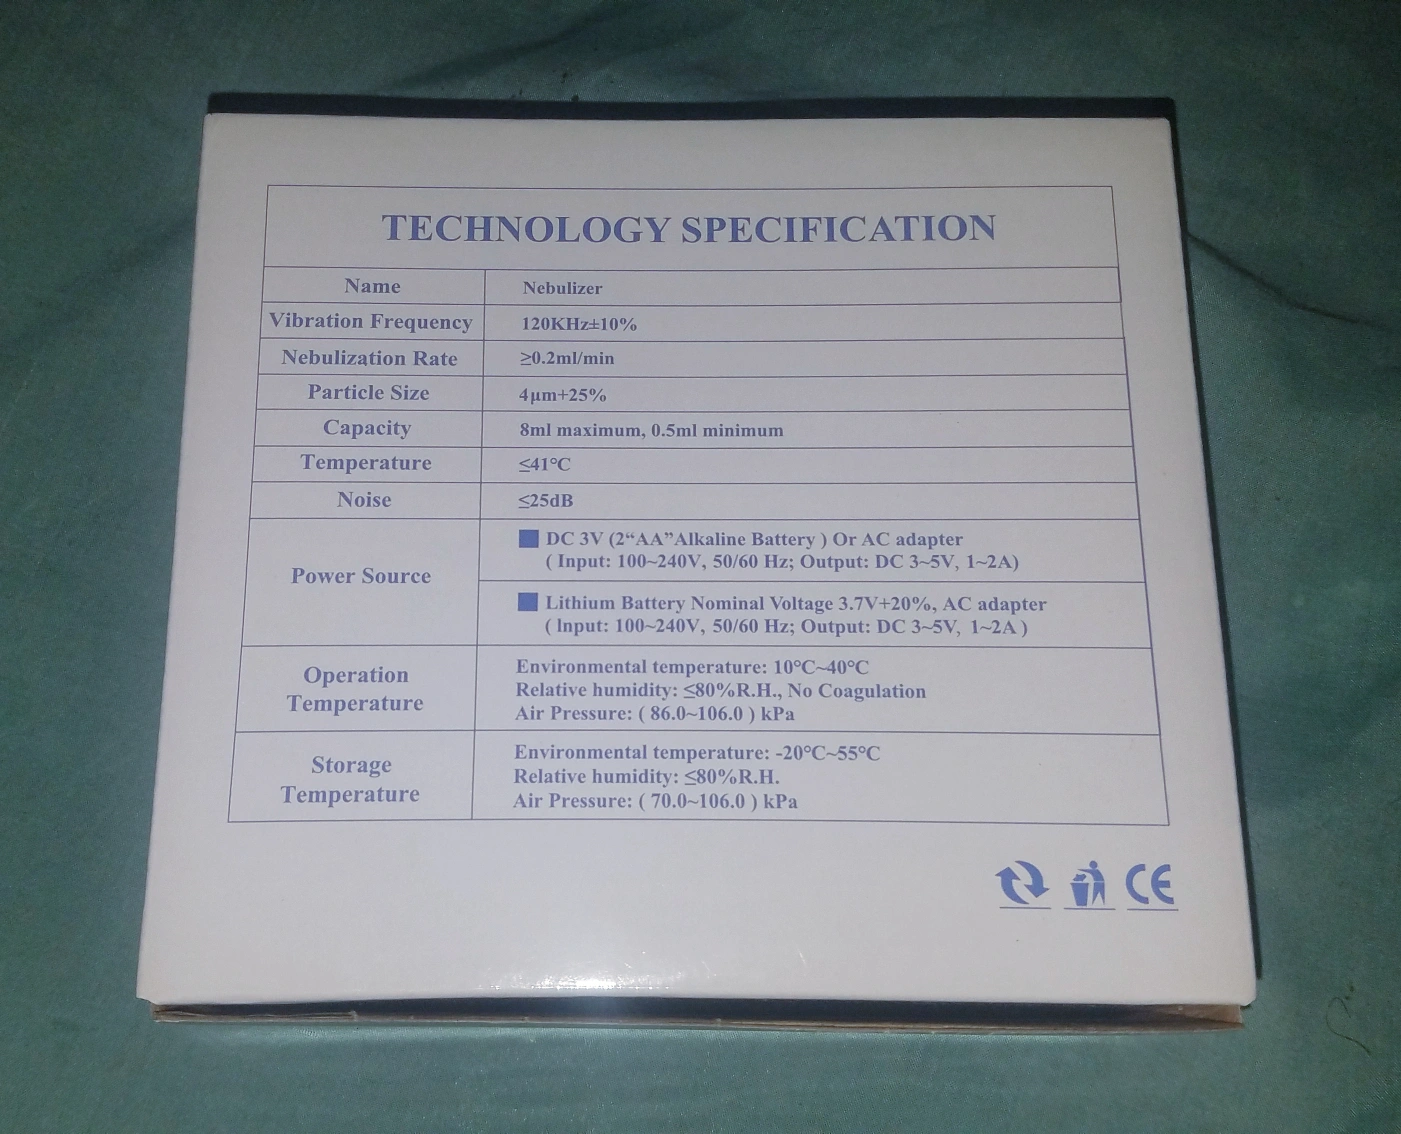 TECHNOLOGY SPECIFICATION
Name Nebulizer
Vibration Frequency 120KHz±10%
Nebulization Rate ≥0.2ml/min
Particle Size 4μm+25%
Capacity 8ml maximum, 0.5ml minimum
Temperature ≤41°C
Noise ≤25dB
Power Source
DC 3V (2“AA”Alkaline Battery ) Or AC adapter
( Input: 100~240V, 50/60 Hz; Output: DC 3~5V, 1~2A)
Lithium Battery Nominal Voltage 3.7V+20%, AC adapter
( Input: 100~240V, 50/60 Hz; Output: DC 3~5V, 1~2A )
Operation
Temperature
Environmental temperature: 10°C~40°C
Relative humidity: ≤80%R.H., No Coagulation
Air Pressure: ( 86.0~106.0 ) kPa
Storage
Temperature
Environmental temperature: -20°C~55°C
Relative humidity: ≤80%R.H.
Air Pressure: ( 70.0~106.0 ) kPa
CE